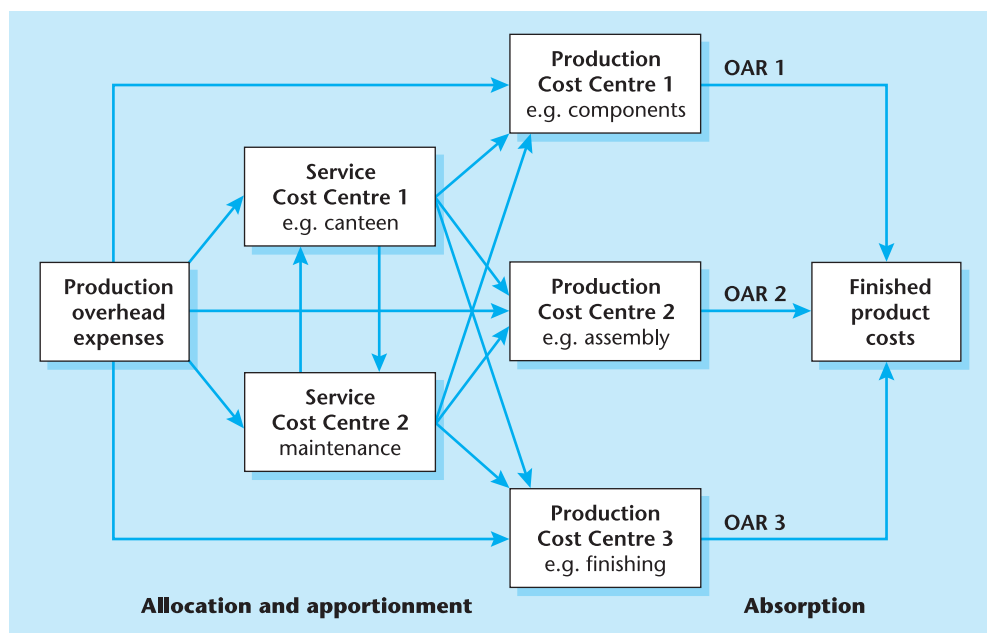 Production
overhead
expenses
Service
Cost Centre 1
e.g. canteen
Service
Cost Centre 2
maintenance
Production
Cost Centre 1
e.g. components
Production
Cost Centre 2
e.g. assembly
Production
Cost Centre 3
e.g. finishing
OAR 1
OAR 2
OAR 3
Finished
product
costs
Allocation and apportionment
Absorption